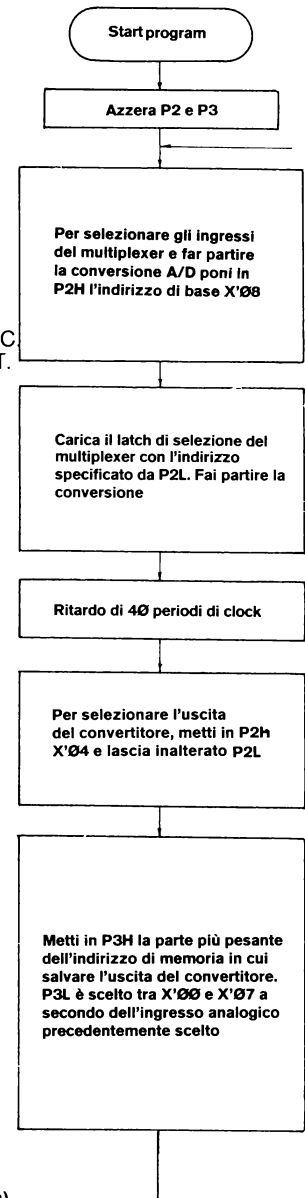 Start program
Azzera P2 e P3
Per selezionare gli ingressi
del multiplexer e far partire
la conversione A/D poni in
P2H l'indirizzo di base X'Ø8
C.
T.
Carica il latch di selezione del
multiplexer con l'indirizzo
specificato da P2L. Fai partire la
conversione
Ritardo di 4Ø periodi di clock
Per selezionare l'uscita
del convertitore, metti in P2h
X'Ø4 e lascia inalterato P2L
Metti in P3H la parte più pesante
dell'indirizzo di memoria in cui
salvare l'uscita del convertitore.
P3L è scelto tra X'ØØ e X'Ø7 a
secondo dell'ingresso analogico
precedentemente scelto